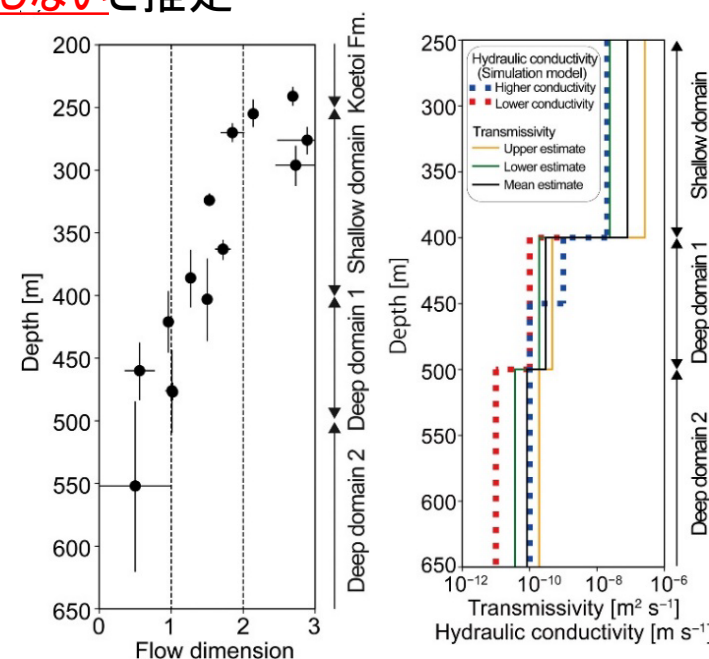 しないと推定
200
250
300
350
400
450
500
550
600
650
Depth [m]
0
1
2
3
Flow dimension
Koetoi Fm.
Shallow domain
Deep domain 1
Deep domain 2
250
300
350
400
450
500
550
600
650
Depth [m]
Hydraulic conductivity
(Simulation model)
Higher conductivity
Lower conductivity
Transmissivity
Upper estimate
Lower estimate
Mean estimate
10⁻¹²
10⁻¹⁰
10⁻⁸
10⁻⁶
Transmissivity [m² s⁻¹]
Hydraulic conductivity [m s⁻¹
Shallow domain
Deep domain 1
Deep domain 2